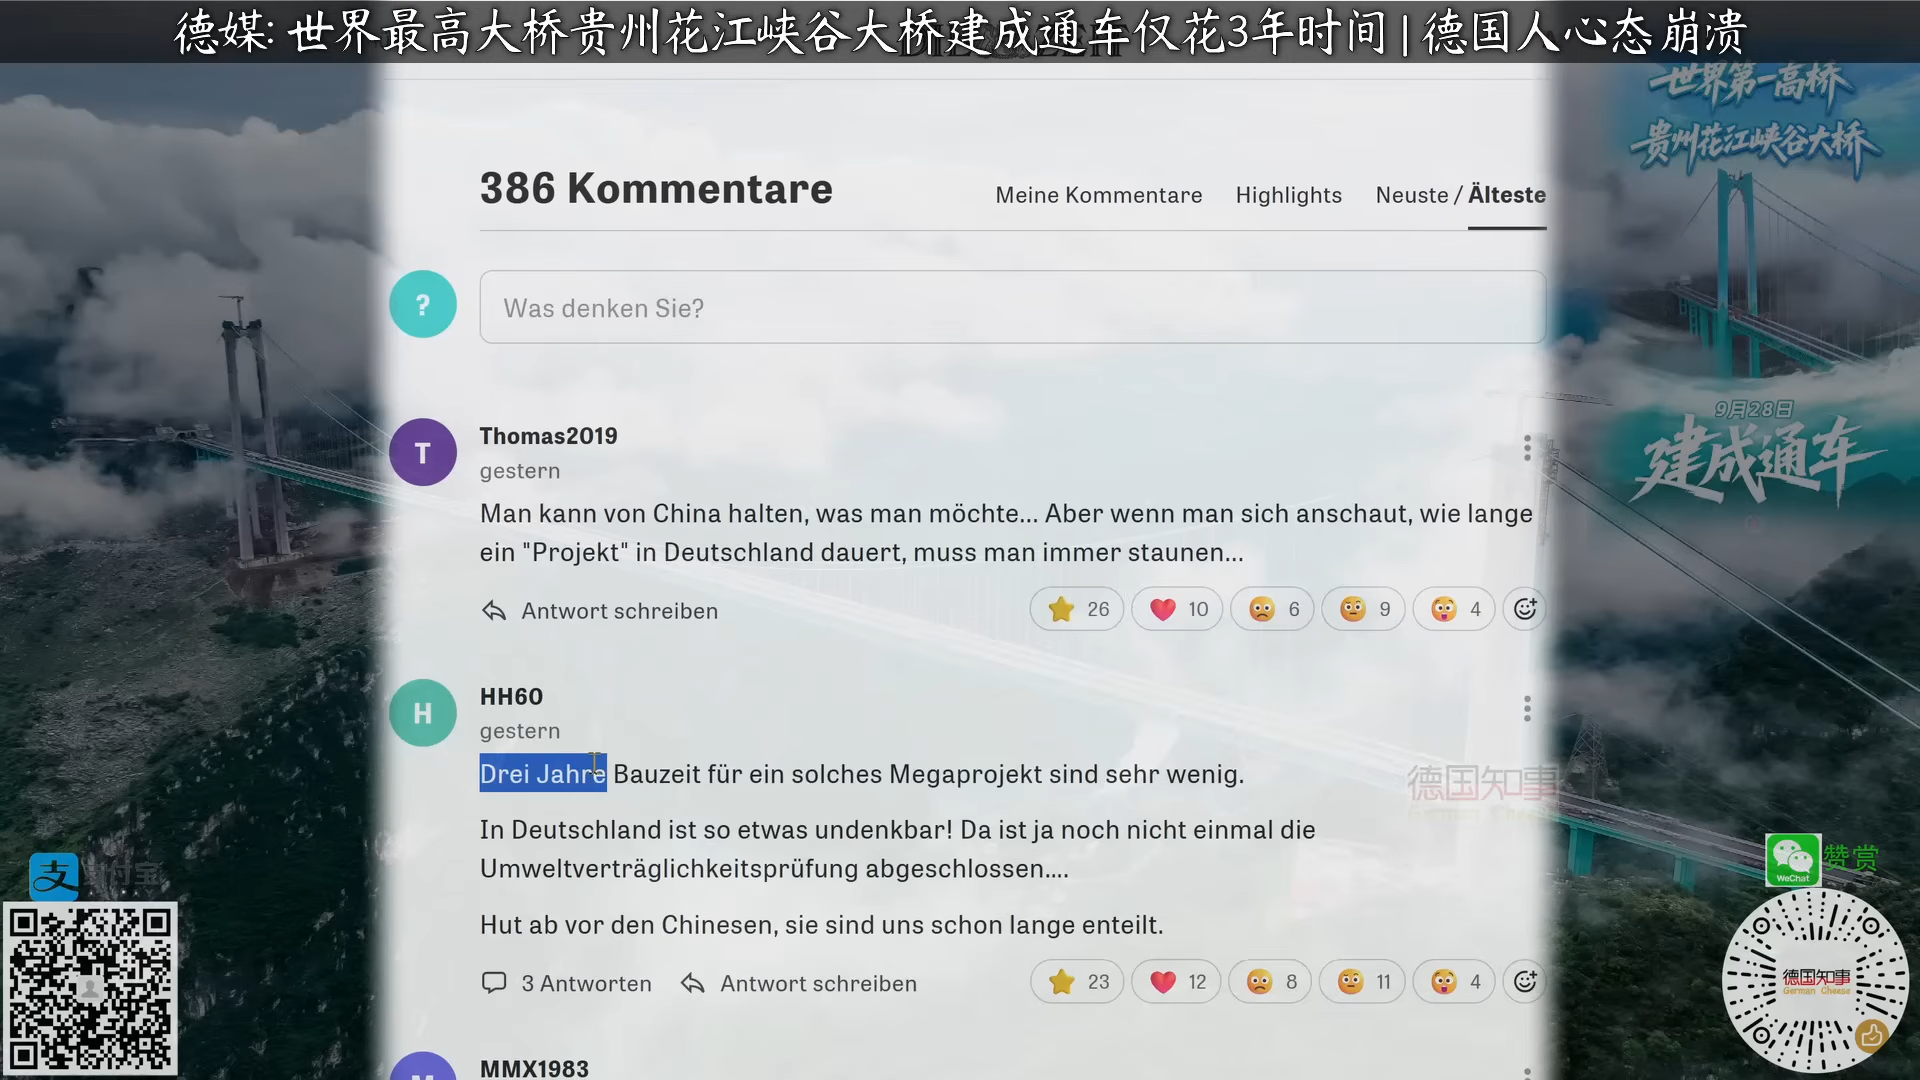 德媒: 世界最高大桥贵州花江峡谷大桥建成通车仅花3年时间 | 德国人心态崩溃
世界第一高桥
贵州花江峡谷大桥
9月28日
建成通车
386 Kommentare
Meine Kommentare Highlights Neuste / Älteste
?
Was denken Sie?
T
Thomas2019
gestern
Man kann von China halten, was man möchte... Aber wenn man sich anschaut, wie lange
ein "Projekt" in Deutschland dauert, muss man immer staunen...
Antwort schreiben
26 10 6 9 4
H
HH60
gestern
Drei Jahre Bauzeit für ein solches Megaprojekt sind sehr wenig.
In Deutschland ist so etwas undenkbar! Da ist ja noch nicht einmal die
Umweltverträglichkeitsprüfung abgeschlossen....
Hut ab vor den Chinesen, sie sind uns schon lange enteilt.
3 Antworten Antwort schreiben
23 12 8 11 4
MMX1983
德国知事
German Cheese
支 支付宝
WeChat
赞赏
德国知事
German Cheese